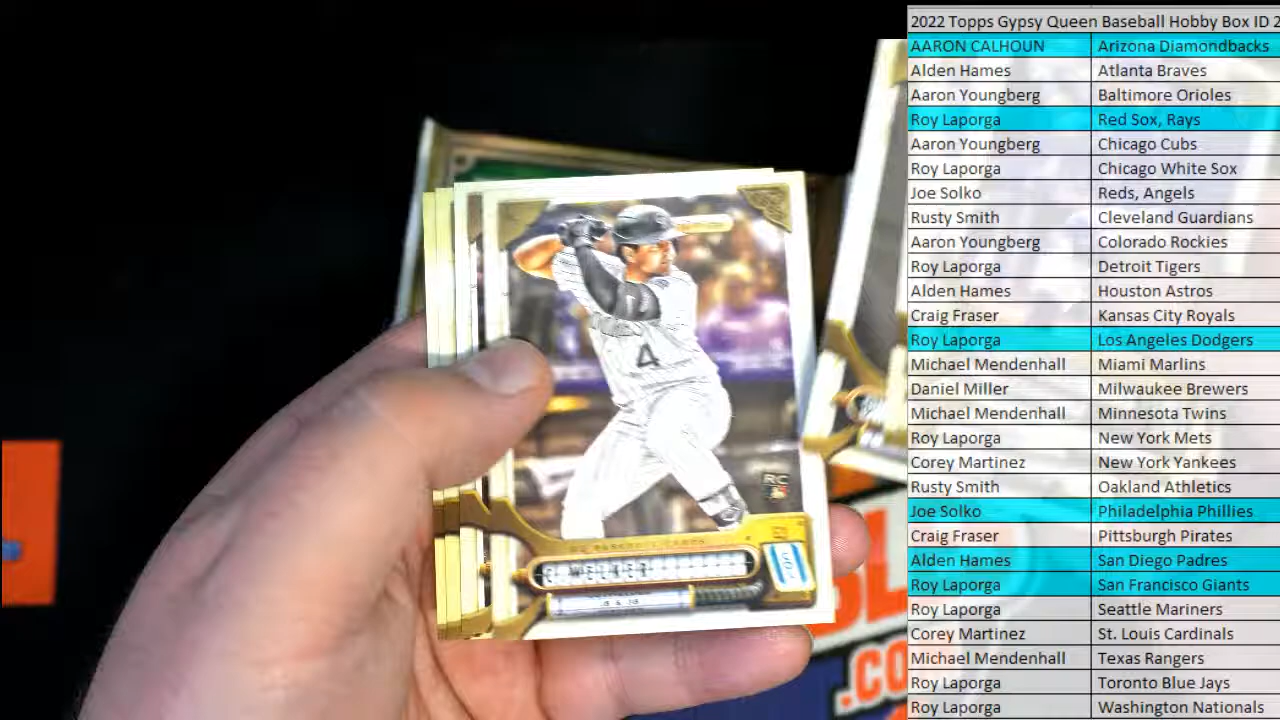 2022 Topps Gypsy Queen Baseball Hobby Box ID 2
AARON CALHOUN Arizona Diamondbacks
Alden Hames Atlanta Braves
Aaron Youngberg Baltimore Orioles
Roy Laporga Red Sox, Rays
Aaron Youngberg Chicago Cubs
Roy Laporga Chicago White Sox
Joe Solko Reds, Angels
Rusty Smith Cleveland Guardians
Aaron Youngberg Colorado Rockies
Roy Laporga Detroit Tigers
Alden Hames Houston Astros
Craig Fraser Kansas City Royals
Roy Laporga Los Angeles Dodgers
Michael Mendenhall Miami Marlins
Daniel Miller Milwaukee Brewers
Michael Mendenhall Minnesota Twins
Roy Laporga New York Mets
Corey Martinez New York Yankees
Rusty Smith Oakland Athletics
Joe Solko Philadelphia Phillies
Craig Fraser Pittsburgh Pirates
Alden Hames San Diego Padres
Roy Laporga San Francisco Giants
Roy Laporga Seattle Mariners
Corey Martinez St. Louis Cardinals
Michael Mendenhall Texas Rangers
Roy Laporga Toronto Blue Jays
Roy Laporga Washington Nationals
4
RC
WELKER
.CO